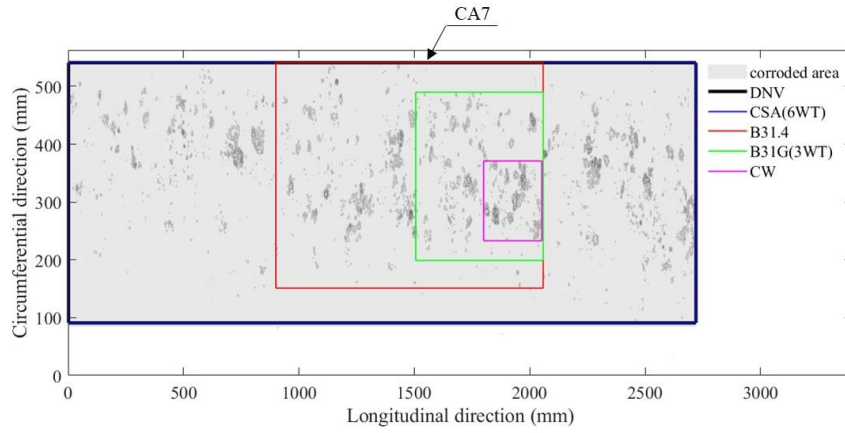 CA7
corroded area
DNV
CSA(6WT)
B31.4
B31G(3WT)
CW
Circumferential direction (mm)
500
400
300
200
100
0
0 500 1000 1500 2000 2500 3000
Longitudinal direction (mm)